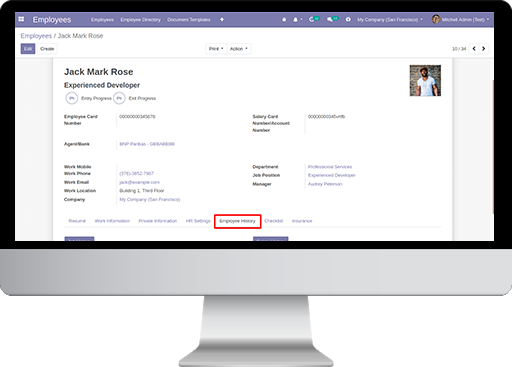 Employees Employees Employee Directory Document Templates + My Company (San Francisco) Mitchell Admin (Test)
Employees / Jack Mark Rose
Edit Create Print Action 10 / 34
Jack Mark Rose
Experienced Developer
0% Entry Progress 0% Exit Progress
Employee Card Number 00000000345678 Salary Card Number/Account Number
Agent/Bank BNP Paribas - GEBABEBB
Work Mobile
Work Phone (376)-3852-7987
Work Email jack@example.com
Work Location Building 1, Third Floor
Company My Company (San Francisco)
Department Professional Services
Job Position Experienced Developer
Manager Audrey Peterson
Resumé Work Information Private Information HR Settings Employee History Checklist Insurance